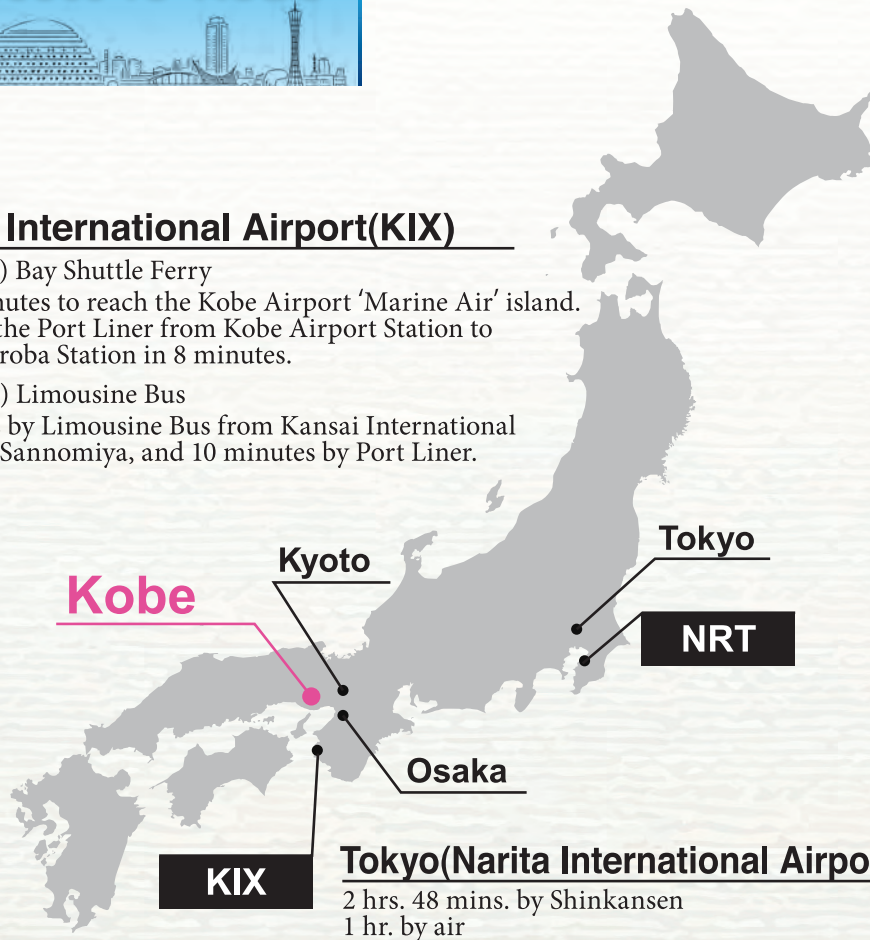 International Airport(KIX)
) Bay Shuttle Ferry
nutes to reach the Kobe Airport ‘Marine Air’ island.
the Port Liner from Kobe Airport Station to
roba Station in 8 minutes.
) Limousine Bus
by Limousine Bus from Kansai International
Sannomiya, and 10 minutes by Port Liner.
Kyoto
Tokyo
Kobe
NRT
Osaka
KIX
Tokyo(Narita International Airpo
2 hrs. 48 mins. by Shinkansen
1 hr. by air